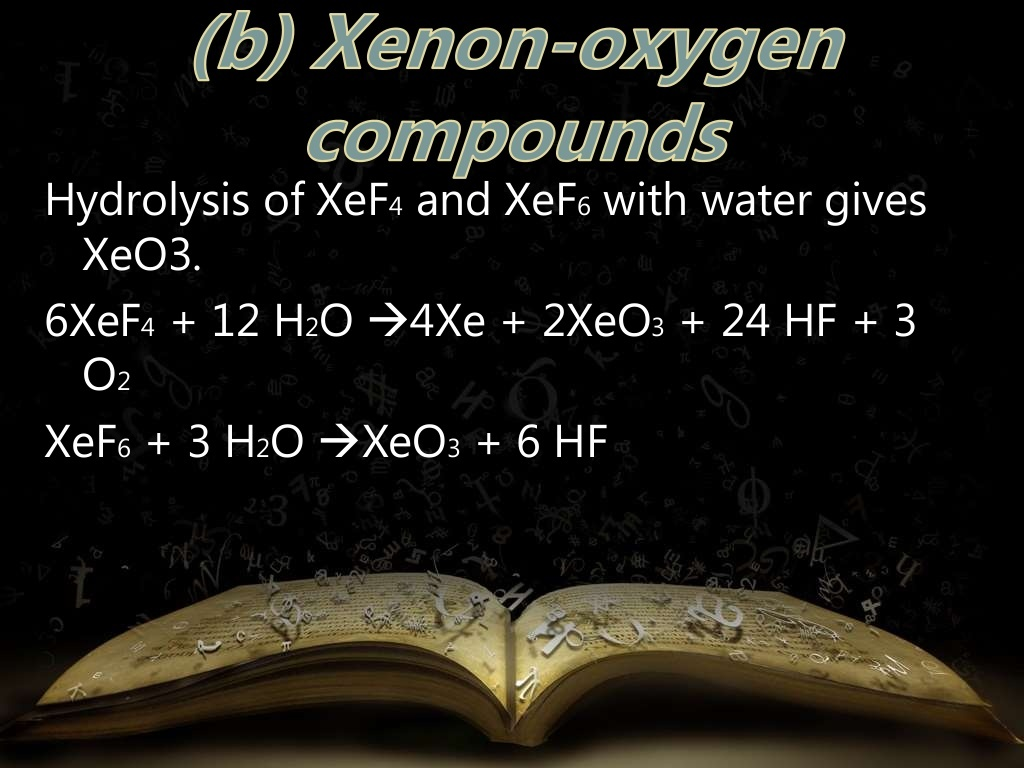 (b) Xenon-oxygen
compounds
Hydrolysis of XeF₄ and XeF₆ with water gives
XeO3.
6XeF₄ + 12 H₂O →4Xe + 2XeO₃ + 24 HF + 3
O₂
XeF₆ + 3 H₂O →XeO₃ + 6 HF